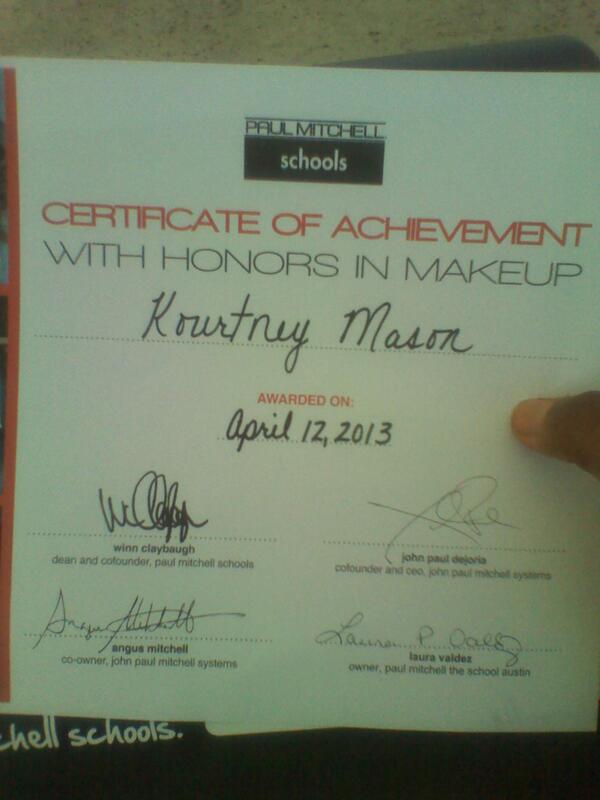 PAUL MITCHELL
schools
CERTIFICATE OF ACHIEVEMENT
WITH HONORS IN MAKEUP
Kourtney Mason
AWARDED ON:
April 12, 2013
winn claybaugh
dean and cofounder, paul mitchell schools
john paul dejoria
cofounder and ceo, john paul mitchell systems
Angus Mitchell
angus mitchell
co-owner, john paul mitchell systems
laura valdez
owner, paul mitchell the school austin
chell schools.